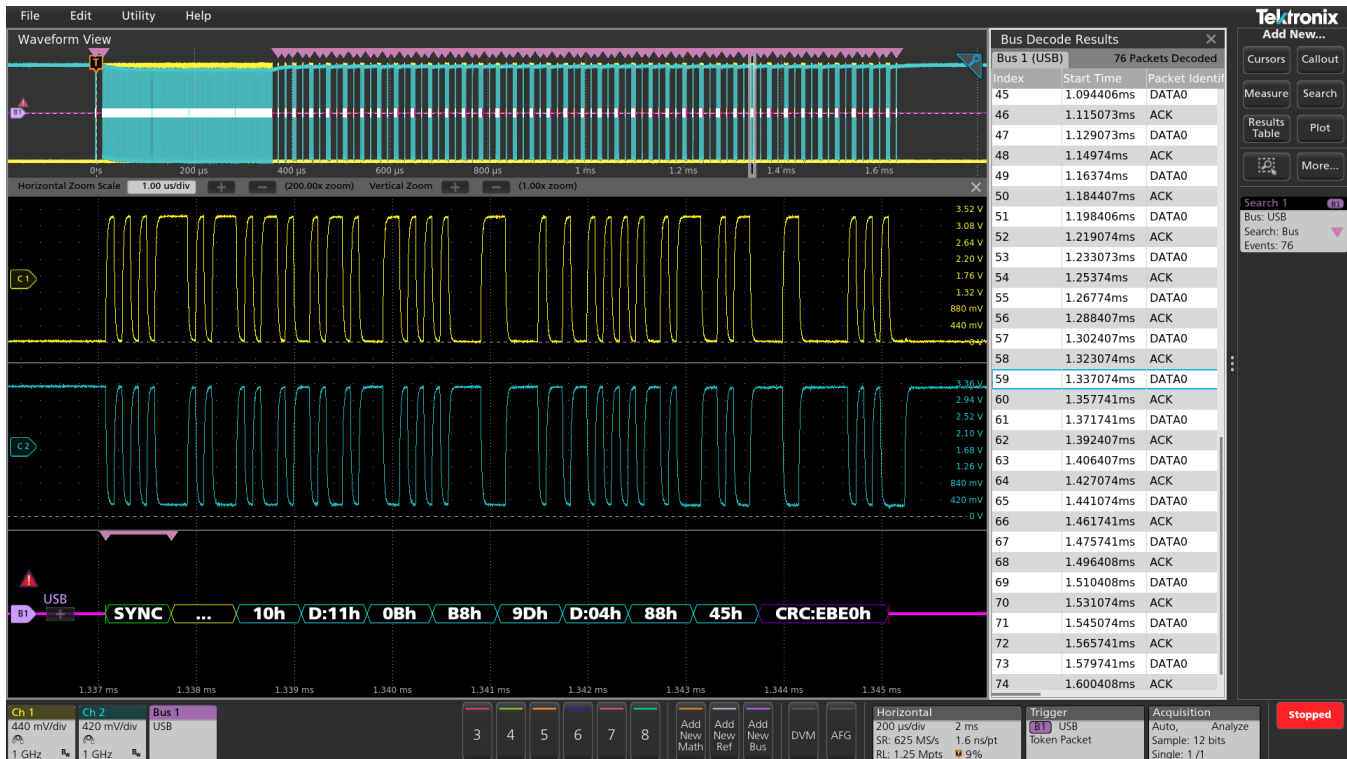 File Edit Utility Help
Tektronix
Waveform View
Bus Decode Results
Add New...
Bus 1 (USB) 76 Packets Decoded
Cursors Callout
Index Start Time Packet Identif
45 1.094406ms DATA0
46 1.115073ms ACK
47 1.129073ms DATA0
48 1.14974ms ACK
49 1.16374ms DATA0
50 1.184407ms ACK
51 1.198406ms DATA0
52 1.219074ms ACK
53 1.233073ms DATA0
54 1.25374ms ACK
55 1.26774ms DATA0
56 1.288407ms ACK
57 1.302407ms DATA0
58 1.323074ms ACK
59 1.337074ms DATA0
60 1.357741ms ACK
61 1.371741ms DATA0
62 1.392407ms ACK
63 1.406407ms DATA0
64 1.427074ms ACK
65 1.441074ms DATA0
66 1.461741ms ACK
67 1.475741ms DATA0
68 1.496408ms ACK
69 1.510408ms DATA0
70 1.531074ms ACK
71 1.545074ms DATA0
72 1.565741ms ACK
73 1.579741ms DATA0
74 1.600408ms ACK
Measure Search
Results Table Plot
More...
Search 1 B1
Bus: USB
Search: Bus
Events: 76
T
B1
0 s 200 µs 400 µs 600 µs 800 µs 1 ms 1.2 ms 1.4 ms 1.6 ms
Horizontal Zoom Scale 1.00 us/div + − (200.00x zoom) Vertical Zoom + − (1.00x zoom)
3.52 V
3.08 V
2.64 V
2.20 V
1.76 V
C1
1.32 V
880 mV
440 mV
0 V
3.36 V
2.94 V
2.52 V
2.10 V
C2
1.68 V
1.26 V
840 mV
420 mV
0 V
USB
B1 + SYNC ... 10h D:11h 0Bh B8h 9Dh D:04h 88h 45h CRC:EBE0h
1.337 ms 1.338 ms 1.339 ms 1.340 ms 1.341 ms 1.342 ms 1.343 ms 1.344 ms 1.345 ms
Ch 1
440 mV/div
1 GHz
Ch 2
420 mV/div
1 GHz
Bus 1
USB
3 4 5 6 7 8
Add New Math
Add New Ref
Add New Bus
DVM AFG
Horizontal
200 µs/div 2 ms
SR: 625 MS/s 1.6 ns/pt
RL: 1.25 Mpts 9%
Trigger
B1 USB
Token Packet
Acquisition
Auto, Analyze
Sample: 12 bits
Single: 1 /1
Stopped